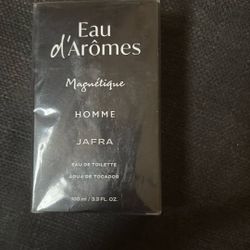 Eau
d'Arômes
Magnétique
HOMME
JAFRA
EAU DE TOILETTE
AGUA DE TOCADOR
100 ml / 3.3 FL. OZ.